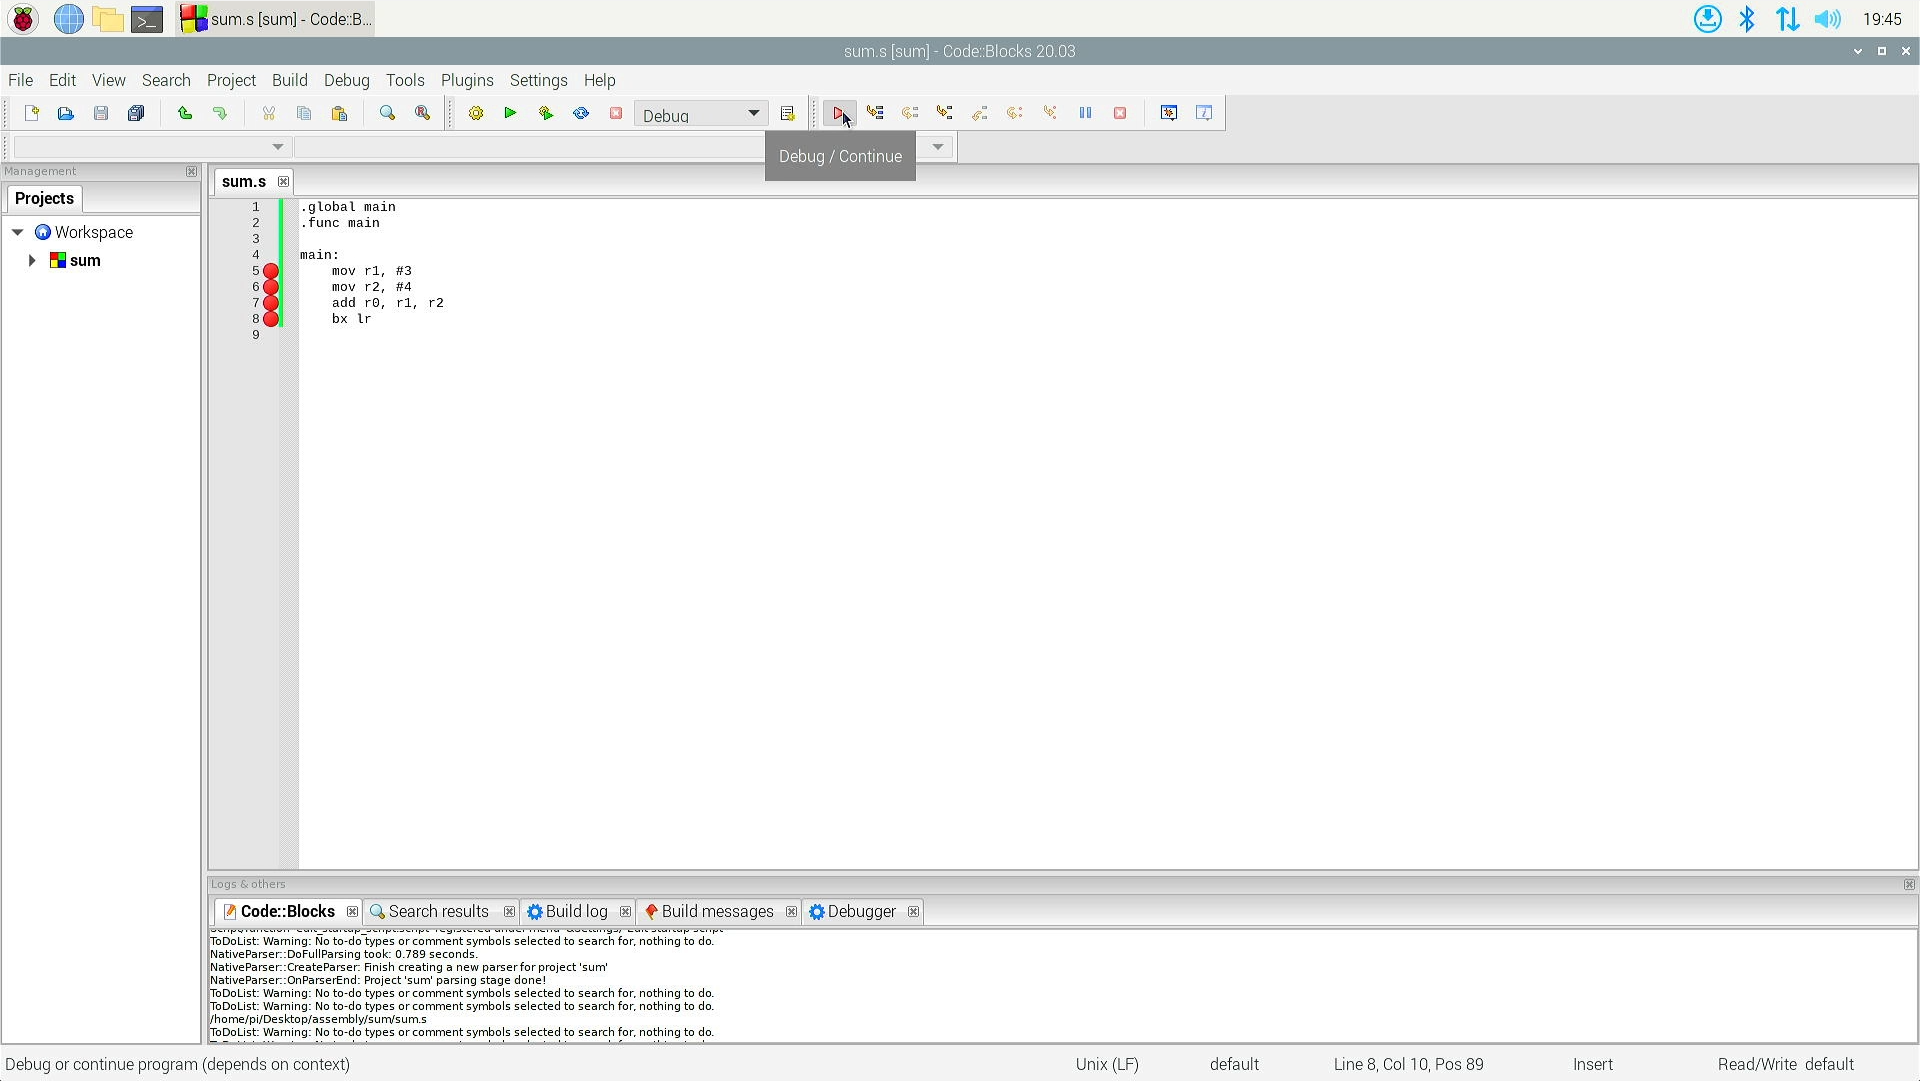 sum.s [sum] - Code::B...
19:45
sum.s [sum] - Code::Blocks 20.03
File Edit View Search Project Build Debug Tools Plugins Settings Help
Debug
Debug / Continue
Management
Projects
Workspace
sum
sum.s
1 .global main
2 .func main
3
4 main:
5 mov r1, #3
6 mov r2, #4
7 add r0, r1, r2
8 bx lr
9
Logs & others
Code::Blocks Search results Build log Build messages Debugger
ToDoList: Warning: No to-do types or comment symbols selected to search for, nothing to do.
NativeParser::DoFullParsing took: 0.789 seconds.
NativeParser::CreateParser: Finish creating a new parser for project 'sum'
NativeParser::OnParserEnd: Project 'sum' parsing stage done!
ToDoList: Warning: No to-do types or comment symbols selected to search for, nothing to do.
ToDoList: Warning: No to-do types or comment symbols selected to search for, nothing to do.
/home/pi/Desktop/assembly/sum/sum.s
ToDoList: Warning: No to-do types or comment symbols selected to search for, nothing to do.
Debug or continue program (depends on context) Unix (LF) default Line 8, Col 10, Pos 89 Insert Read/Write default